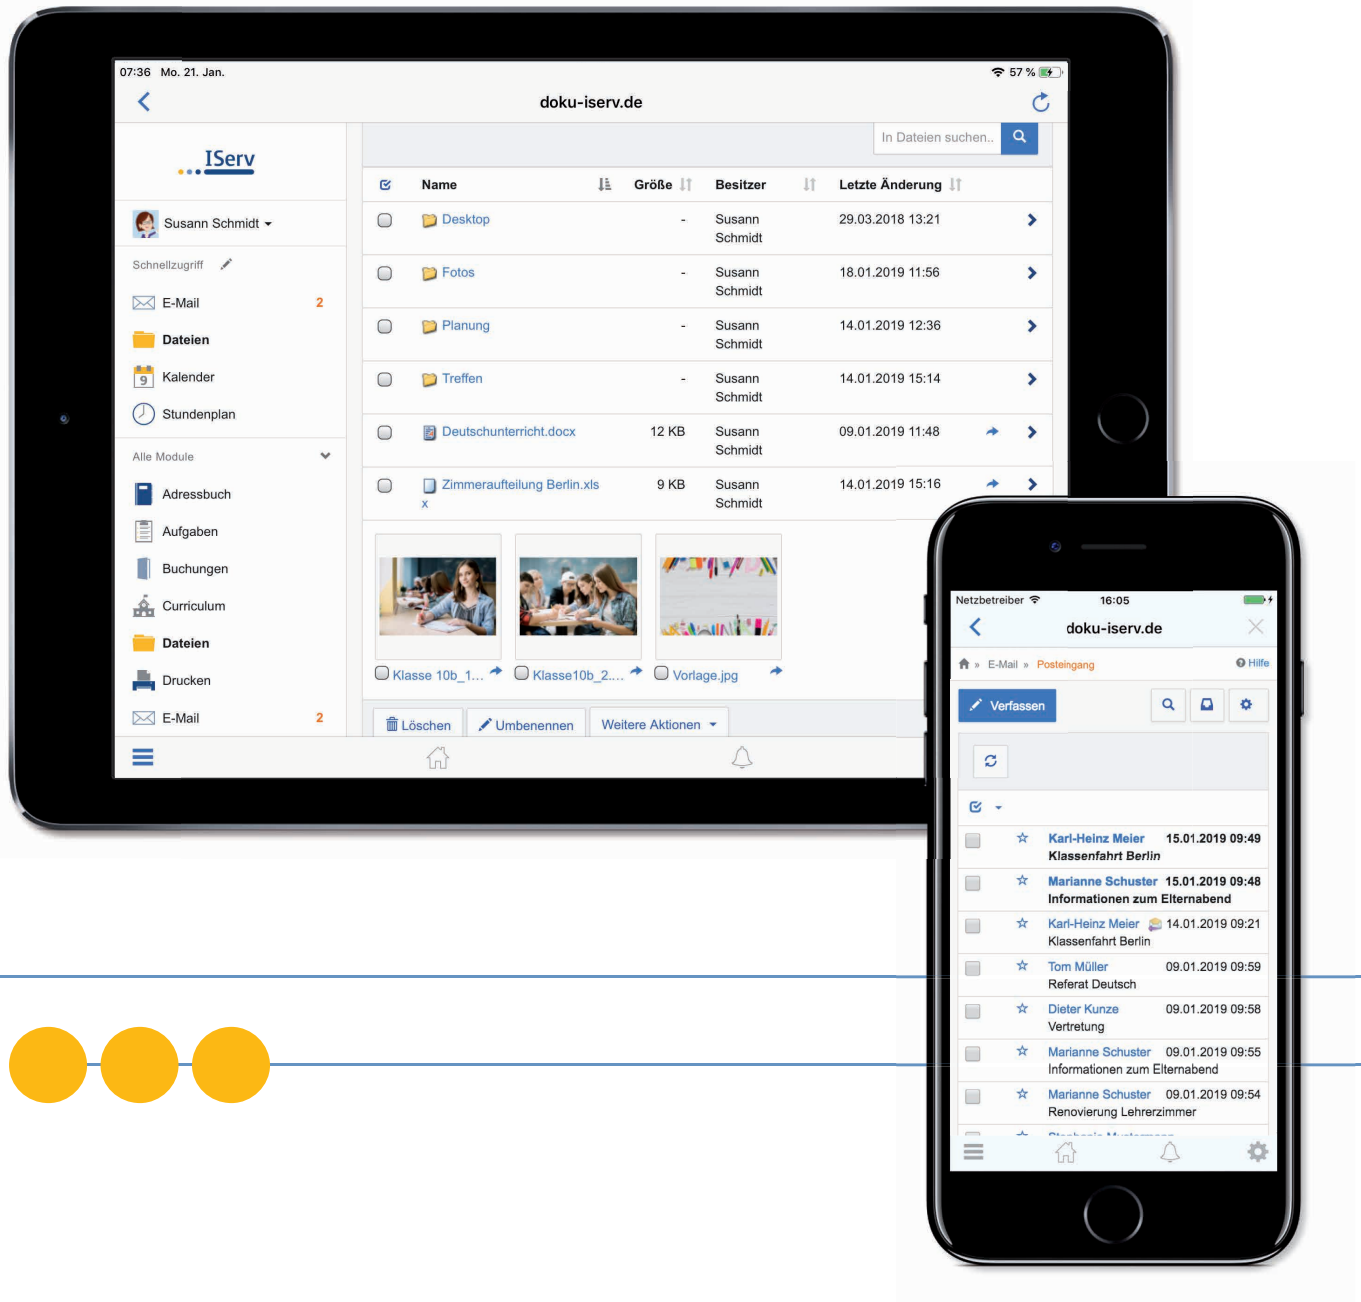 07:36 Mo. 21. Jan.
57 %
doku-iserv.de
IServ
In Dateien suchen..
Name Größe Besitzer Letzte Änderung
Susann Schmidt
Schnellzugriff
E-Mail 2
Dateien
9 Kalender
Stundenplan
Alle Module
Adressbuch
Aufgaben
Buchungen
Curriculum
Dateien
Drucken
E-Mail 2
Desktop - Susann 29.03.2018 13:21
Schmidt
Fotos - Susann 18.01.2019 11:56
Schmidt
Planung - Susann 14.01.2019 12:36
Schmidt
Treffen - Susann 14.01.2019 15:14
Schmidt
Deutschunterricht.docx 12 KB Susann 09.01.2019 11:48
Schmidt
Zimmeraufteilung Berlin.xls 9 KB Susann 14.01.2019 15:16
x Schmidt
Klasse 10b_1... Klasse10b_2.... Vorlage.jpg
Löschen Umbenennen Weitere Aktionen
Netzbetreiber 16:05
doku-iserv.de
» E-Mail » Posteingang Hilfe
Verfassen
Karl-Heinz Meier 15.01.2019 09:49
Klassenfahrt Berlin
Marianne Schuster 15.01.2019 09:48
Informationen zum Elternabend
Karl-Heinz Meier 14.01.2019 09:21
Klassenfahrt Berlin
Tom Müller 09.01.2019 09:59
Referat Deutsch
Dieter Kunze 09.01.2019 09:58
Vertretung
Marianne Schuster 09.01.2019 09:55
Informationen zum Elternabend
Marianne Schuster 09.01.2019 09:54
Renovierung Lehrerzimmer